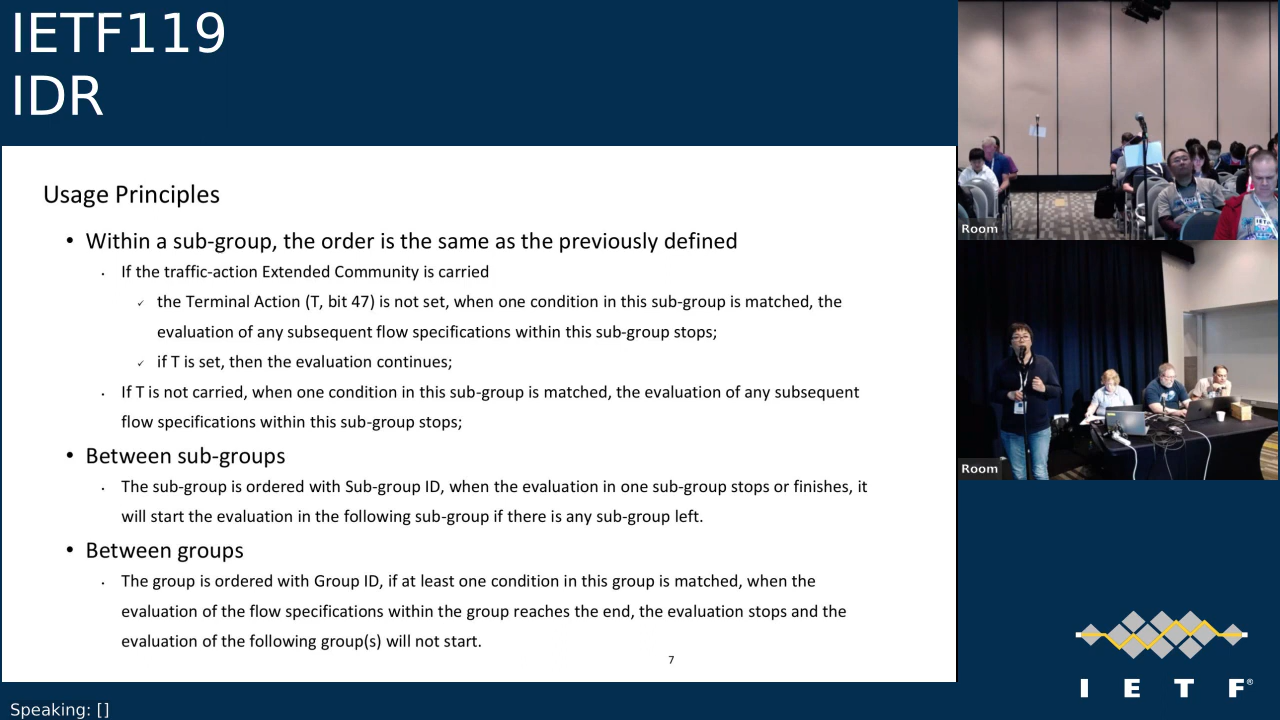 IETF119
IDR
Usage Principles
• Within a sub-group, the order is the same as the previously defined
• If the traffic-action Extended Community is carried
✓ the Terminal Action (T, bit 47) is not set, when one condition in this sub-group is matched, the
evaluation of any subsequent flow specifications within this sub-group stops;
✓ if T is set, then the evaluation continues;
• If T is not carried, when one condition in this sub-group is matched, the evaluation of any subsequent
flow specifications within this sub-group stops;
• Between sub-groups
• The sub-group is ordered with Sub-group ID, when the evaluation in one sub-group stops or finishes, it
will start the evaluation in the following sub-group if there is any sub-group left.
• Between groups
• The group is ordered with Group ID, if at least one condition in this group is matched, when the
evaluation of the flow specifications within the group reaches the end, the evaluation stops and the
evaluation of the following group(s) will not start.
7
Room
Room
I E T F®
Speaking: []